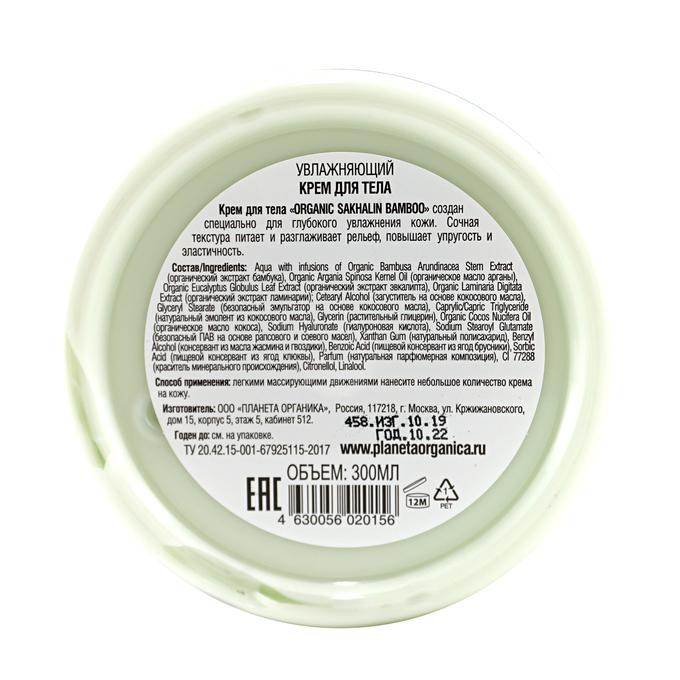 УВЛАЖНЯЮЩИЙ
КРЕМ ДЛЯ ТЕЛА
Крем для тела «ORGANIC SAKHALIN BAMBOO» создан
специально для глубокого увлажнения кожи. Сочная
текстура питает и разглаживает рельеф, повышает упругость и
эластичность.
Состав/Ingredients: Aqua with infusions of Organic Bambusa Arundinacea Stem Extract
(органический экстракт бамбука), Organic Argania Spinosa Kernel Oil (органическое масло арганы),
Organic Eucalyptus Globulus Leaf Extract (органический экстракт эвкалипта), Organic Laminaria Digitata
Extract (органический экстракт ламинарии); Cetearyl Alcohol (загуститель на основе кокосового масла),
Glyceryl Stearate (безопасный эмульгатор на основе кокосового масла), Caprylic/Capric Triglyceride
(натуральный эмолент из кокосового масла), Glycerin (растительный глицерин), Organic Cocos Nucifera Oil
(органическое масло кокоса), Sodium Hyaluronate (гиалуроновая кислота), Sodium Stearoyl Glutamate
(безопасный ПАВ на основе рапсового и соевого масел), Xanthan Gum (натуральный полисахарид), Benzyl
Alcohol (консервант из масла жасмина и гвоздики), Benzoic Acid (пищевой консервант из ягод брусники), Sorbic
Acid (пищевой консервант из ягод клюквы), Parfum (натуральная парфюмерная композиция), CI 77288
(краситель минерального происхождения), Citronellol, Linalool.
Способ применения: легкими массирующими движениями нанесите небольшое количество крема
на кожу.
Изготовитель: ООО «ПЛАНЕТА ОРГАНИКА», Россия, 117218, г. Москва, ул. Кржижановского,
дом 15, корпус 5, этаж 5, кабинет 512.
458.ИЗГ.10.19
Годен до: см. на упаковке.
ГОД.10.22
ТУ 20.42.15-001-67925115-2017 www.planetaorganica.ru
ОБЪЕМ: 300МЛ
EAC
4 630056 020156
12M
1
PET